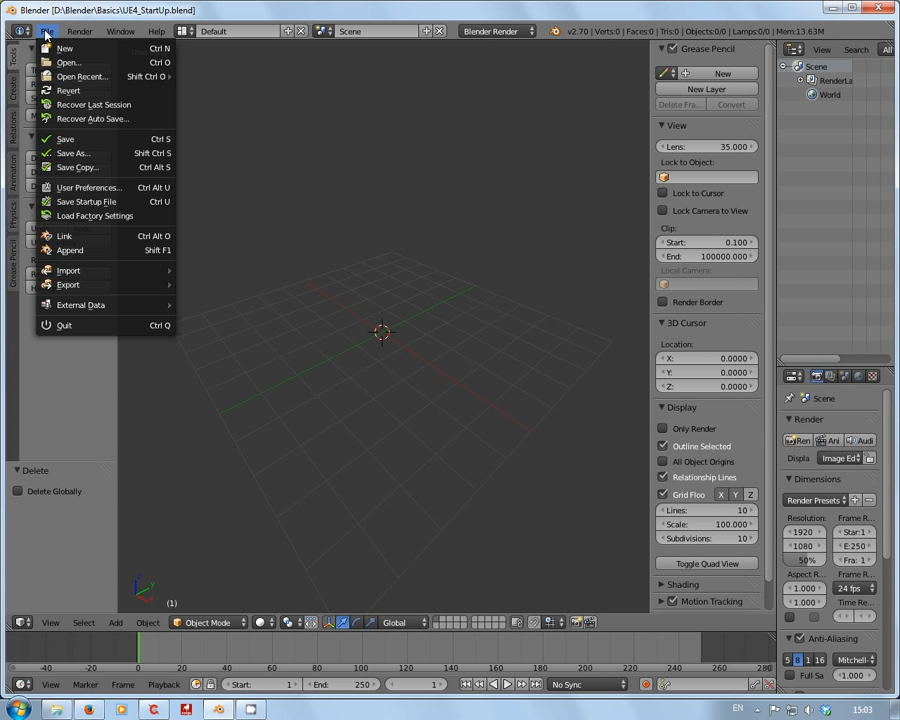 Blender [D:\Blender\Basics\UE4_StartUp.blend]
File Render Window Help
Default
Scene
Blender Render
v2.70 | Verts:0 | Faces:0 | Tris:0 | Objects:0/0 | Lamps:0/0 | Mem:13.63M
New Ctrl N
Open... Ctrl O
Open Recent... Shift Ctrl O
Revert
Recover Last Session
Recover Auto Save...
Save Ctrl S
Save As... Shift Ctrl S
Save Copy... Ctrl Alt S
User Preferences... Ctrl Alt U
Save Startup File Ctrl U
Load Factory Settings
Link Ctrl Alt O
Append Shift F1
Import
Export
External Data
Quit Ctrl Q
Tools
Create
Relations
Animation
Physics
Grease Pencil
Delete
Delete Globally
(1)
Grease Pencil
New
New Layer
Delete Fra...
Convert
View
Lens: 35.000
Lock to Object:
Lock to Cursor
Lock Camera to View
Clip:
Start: 0.100
End: 100000.000
Local Camera:
Render Border
3D Cursor
Location:
X: 0.0000
Y: 0.0000
Z: 0.0000
Display
Only Render
Outline Selected
All Object Origins
Relationship Lines
Grid Floo X Y Z
Lines: 10
Scale: 100.000
Subdivisions: 10
Toggle Quad View
Shading
Motion Tracking
View Search All
Scene
RenderLa
World
Scene
Render
Ren Ani Audi
Displa Image Ed
Dimensions
Render Presets
Resolution: Frame R...
1920 Star:1
1080 E:250
50% Fra: 1
Aspect R... Frame R...
1.000 24 fps
1.000 Time Re...
Anti-Aliasing
5 8 11 16 Mitchell-
Full Sa 1.000
View Select Add Object
Object Mode
Global
-40 -20 0 20 40 60 80 100 120 140 160 180 200 220 240 260 280
View Marker Frame Playback
Start: 1
End: 250
1
No Sync
EN
15:03